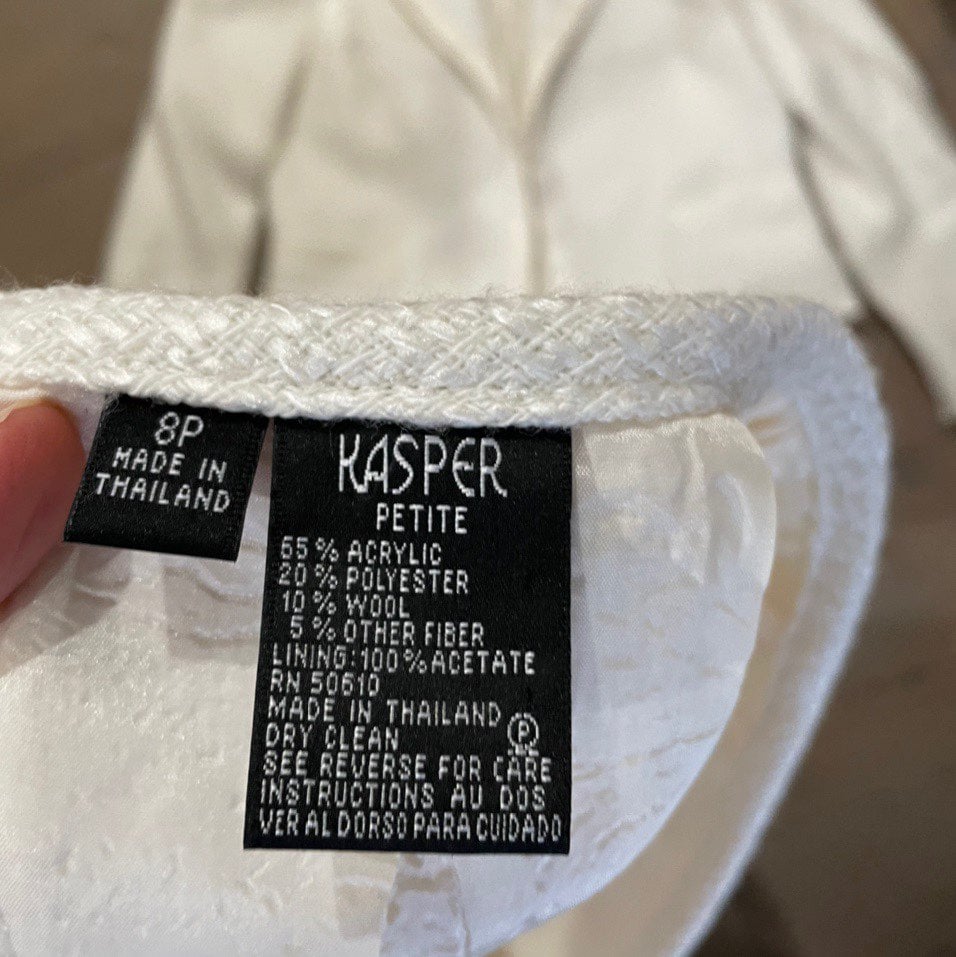 8P
MADE IN
THAILAND
KASPER
PETITE
65% ACRYLIC
20% POLYESTER
10% WOOL
5% OTHER FIBER
LINING: 100% ACETATE
RN 50610
MADE IN THAILAND
P
DRY CLEAN
SEE REVERSE FOR CARE
INSTRUCTIONS AU DOS
VER AL DORSO PARA CUIDADO